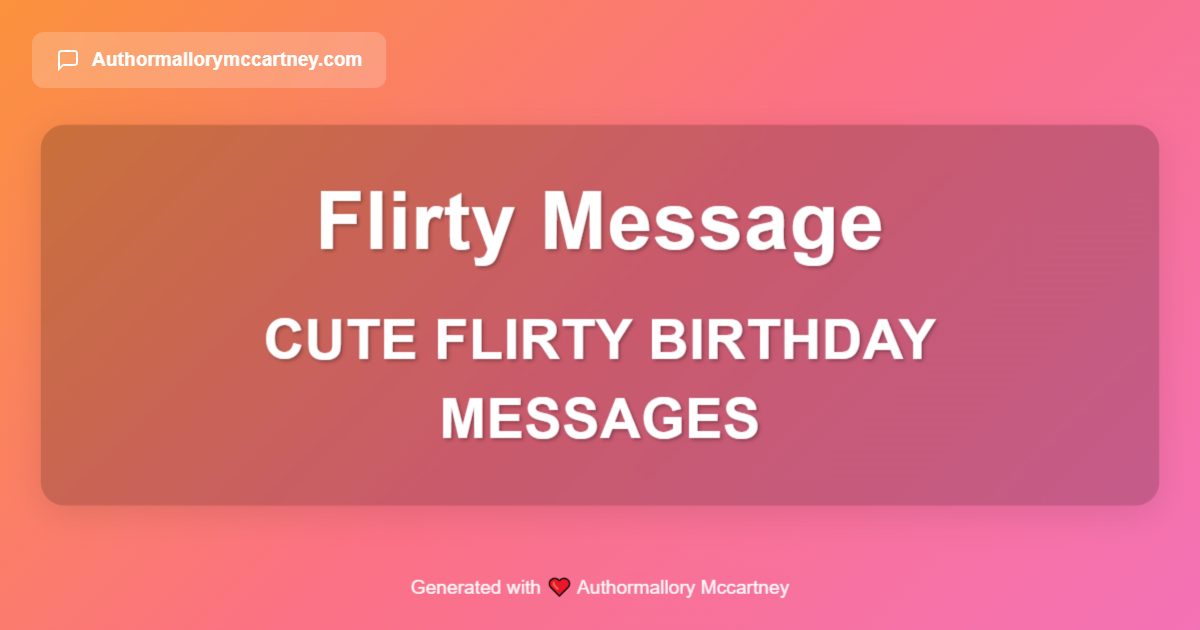 Authormallorymccartney.com
Flirty Message
CUTE FLIRTY BIRTHDAY
MESSAGES
Generated with ❤️ Authormallory Mccartney